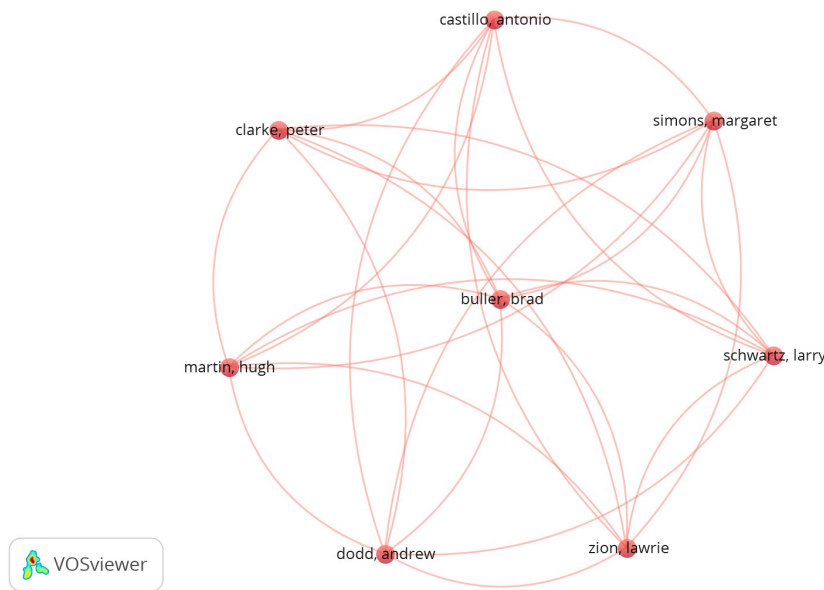 castillo, antonio
simons, margaret
clarke, peter
buller, brad
schwartz, larry
martin, hugh
zion, lawrie
dodd, andrew
VOSviewer